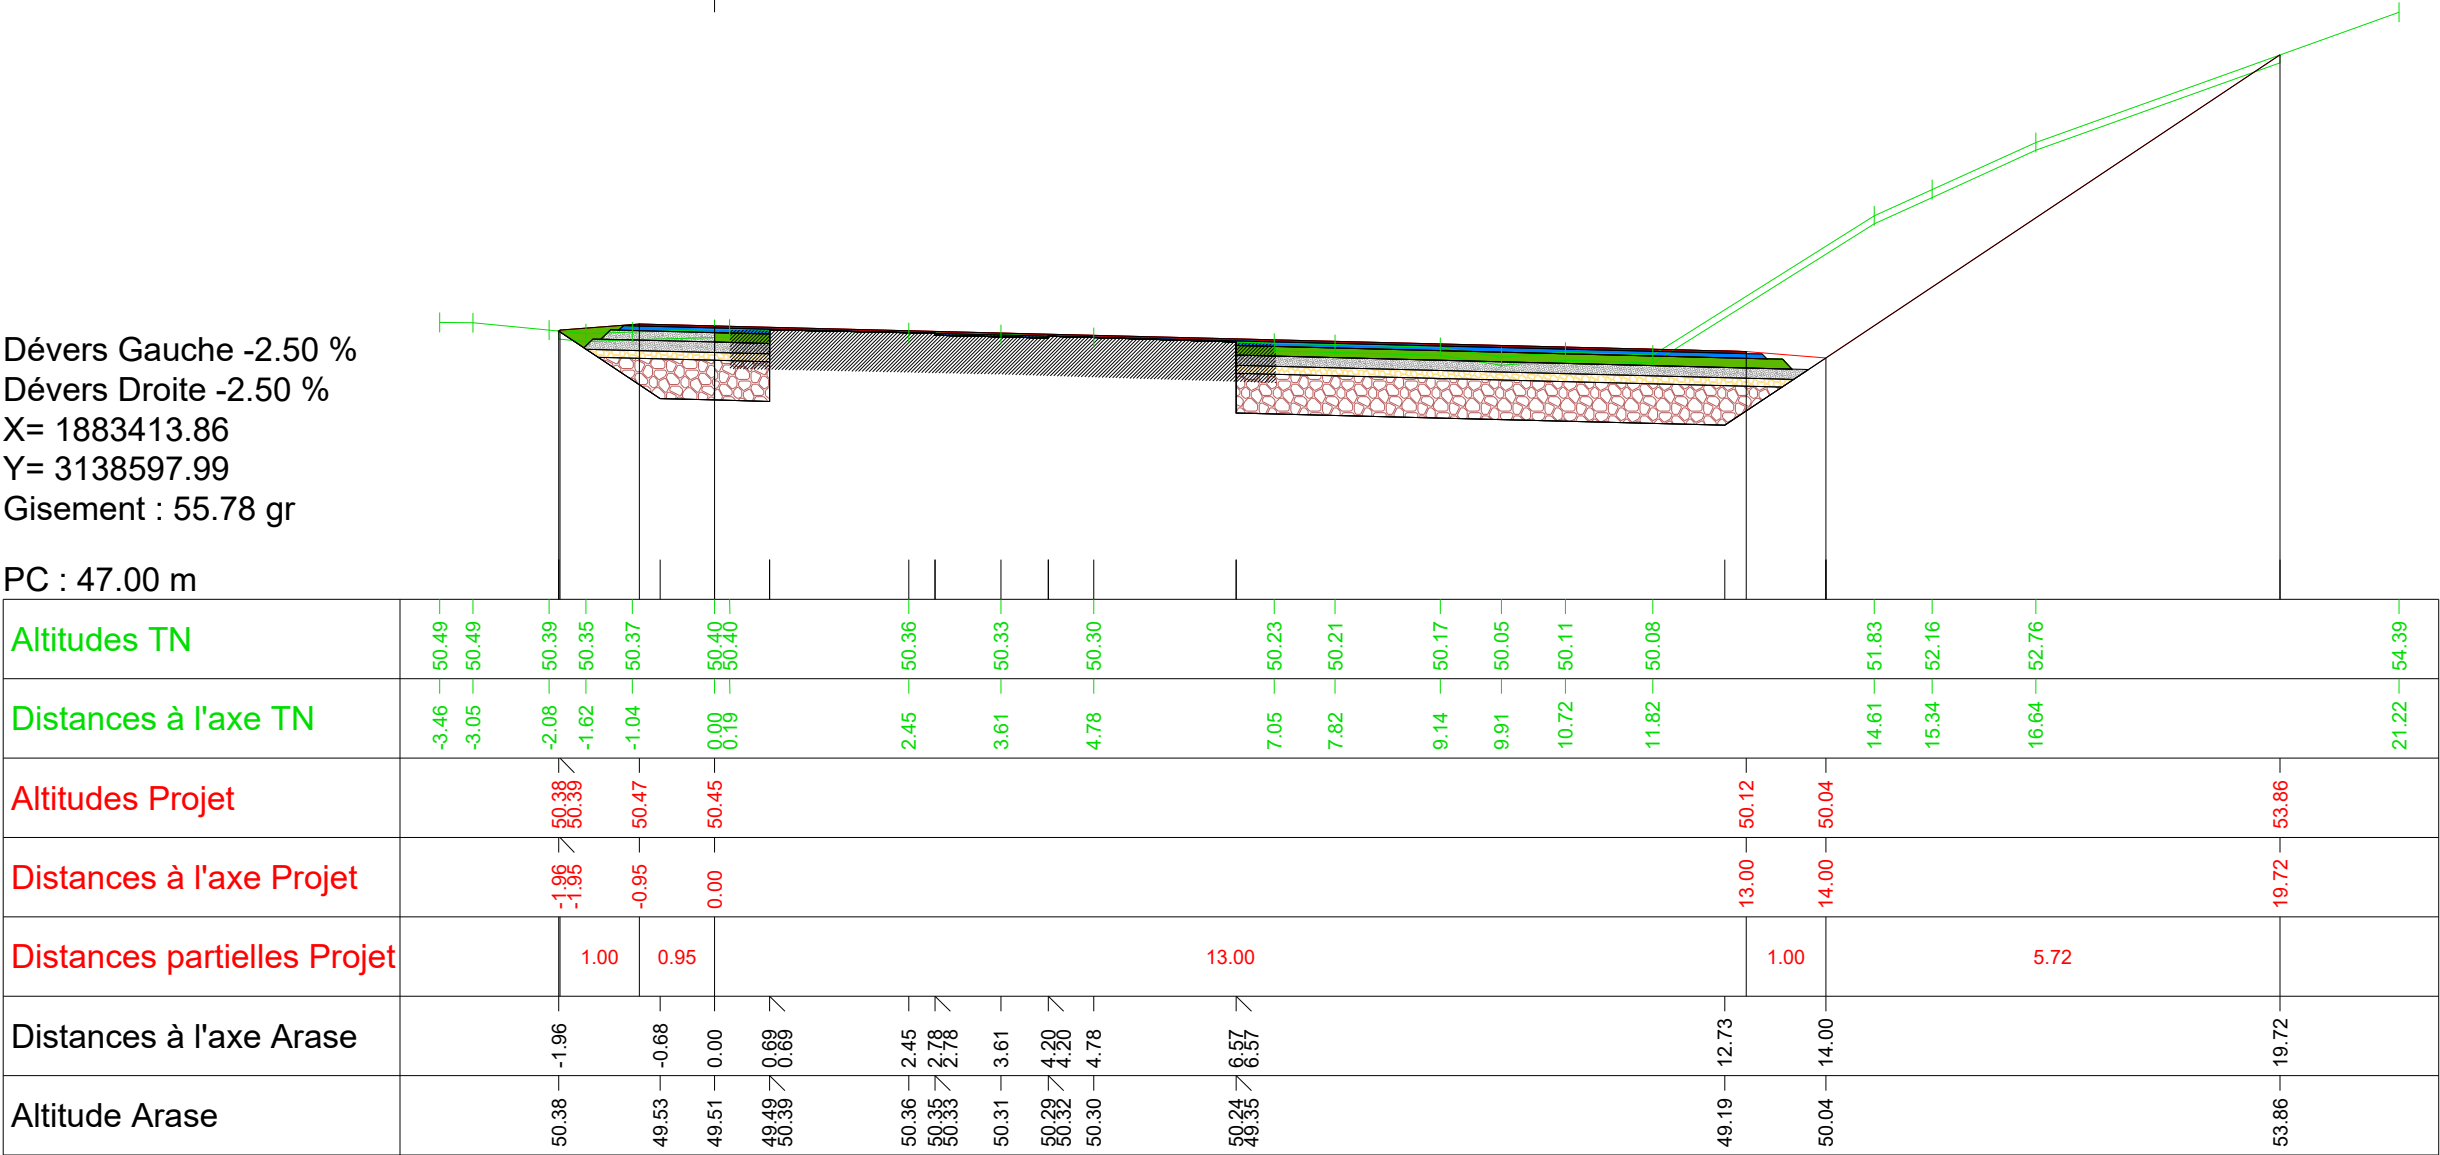 Dévers Gauche -2.50 %
Dévers Droite -2.50 %
X= 1883413.86
Y= 3138597.99
Gisement : 55.78 gr
PC : 47.00 m
Altitudes TN 50.49 50.49 50.39 50.35 50.37 50.40 50.40 50.36 50.33 50.30 50.23 50.21 50.17 50.05 50.11 50.08 51.83 52.16 52.76 54.39
Distances à l'axe TN -3.46 -3.05 -2.08 -1.62 -1.04 0.00 0.19 2.45 3.61 4.78 7.05 7.82 9.14 9.91 10.72 11.82 14.61 15.34 16.64 21.22
Altitudes Projet 50.38 50.39 50.47 50.45 50.12 50.04 53.86
Distances à l'axe Projet -1.96 -1.95 -0.95 0.00 13.00 14.00 19.72
Distances partielles Projet 1.00 0.95 13.00 1.00 5.72
Distances à l'axe Arase -1.96 -0.68 0.00 0.69 0.69 2.45 2.78 2.78 3.61 4.20 4.20 4.78 6.57 6.57 12.73 14.00 19.72
Altitude Arase 50.38 49.53 49.51 49.49 50.39 50.36 50.35 50.33 50.31 50.29 50.32 50.30 50.24 49.35 49.19 50.04 53.86